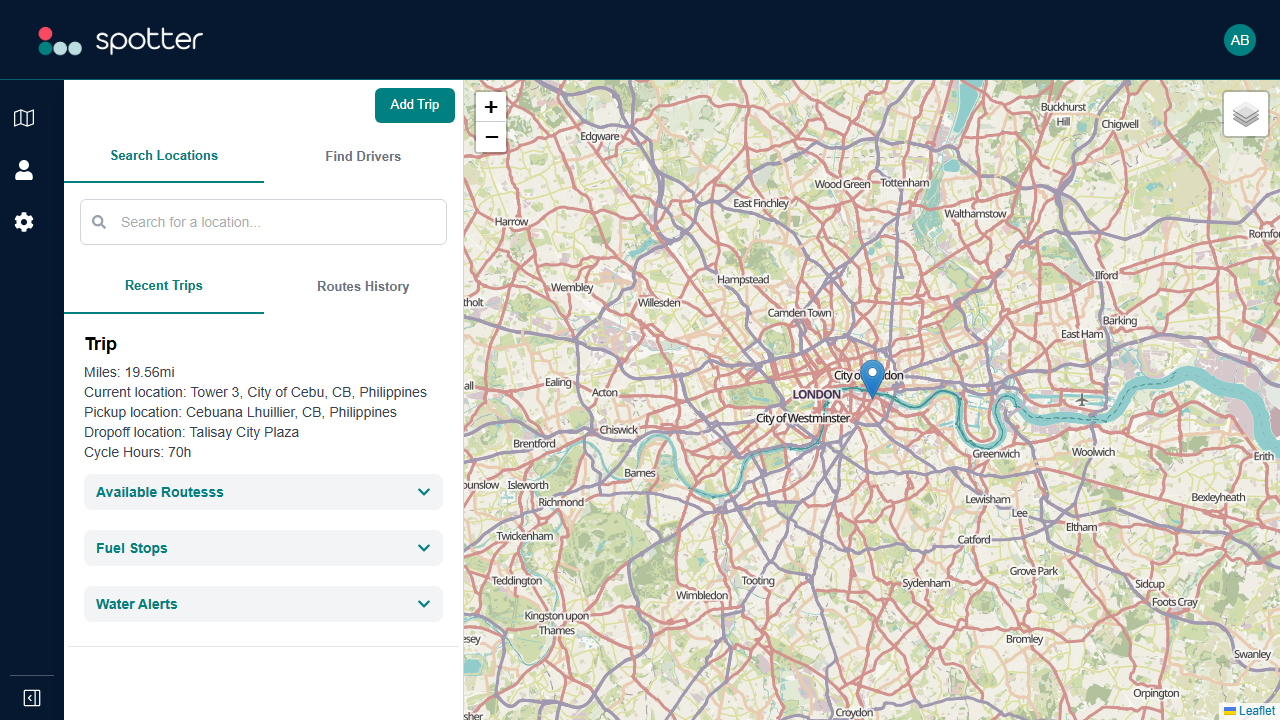 spotter
AB
Add Trip
Search Locations
Find Drivers
Search for a location...
Recent Trips
Routes History
Trip
Miles: 19.56mi
Current location: Tower 3, City of Cebu, CB, Philippines
Pickup location: Cebuana Lhuillier, CB, Philippines
Dropoff location: Talisay City Plaza
Cycle Hours: 70h
Available Routesss
Fuel Stops
Water Alerts
+
−
Buckhurst
Hill
Chigwell
Edgware
Wood Green
Tottenham
East Finchley
Walthamstow
Harrow
Romfo
Ilford
Hampstead
Wembley
Willesden
tholt
Camden Town
Barking
East Ham
City of London
all
Ealing
Acton
LONDON
City of Westminster
Chiswick
Brentford
Greenwich
Woolwich
Erith
Barnes
ounslow
Isleworth
Richmond
Lewisham
Lee
Bexleyheath
Eltham
Twickenham
Catford
Teddington
Tooting
Grove Park
Sydenham
Sidcup
Wimbledon
Foots Cray
Kingston upon
Thames
esey
Bromley
Swanley
Orpington
sher
Croydon
Leaflet